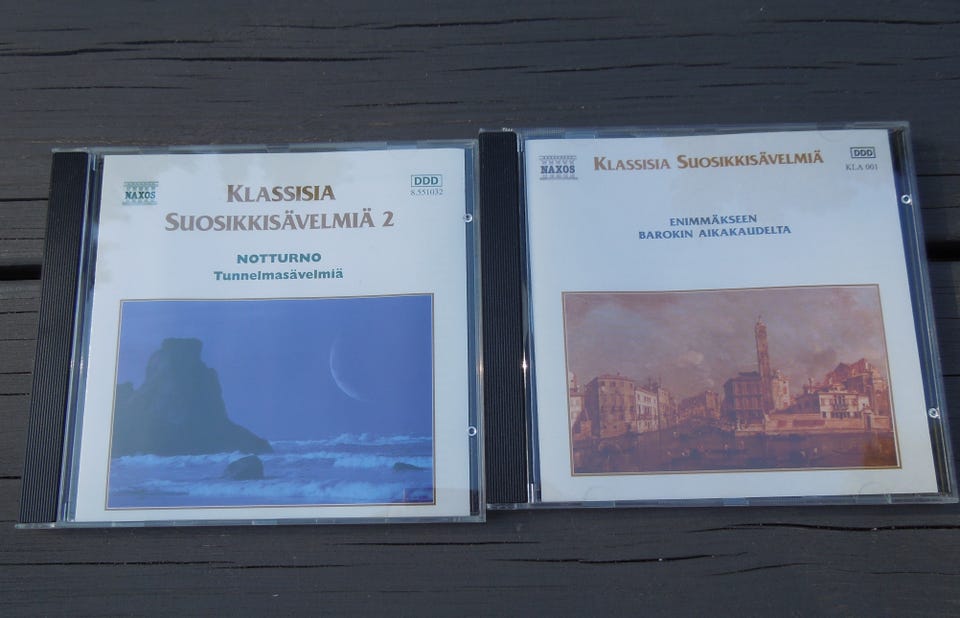 NAXOS
KLASSISIA
SUOSIKKISÄVELMIÄ 2
DDD
8.551032
NOTTURNO
Tunnelmasävelmiä
NAXOS
KLASSISIA SUOSIKKISÄVELMIÄ
DDD
KLA 001
ENIMMÄKSEEN
BAROKIN AIKAKAUDELTA